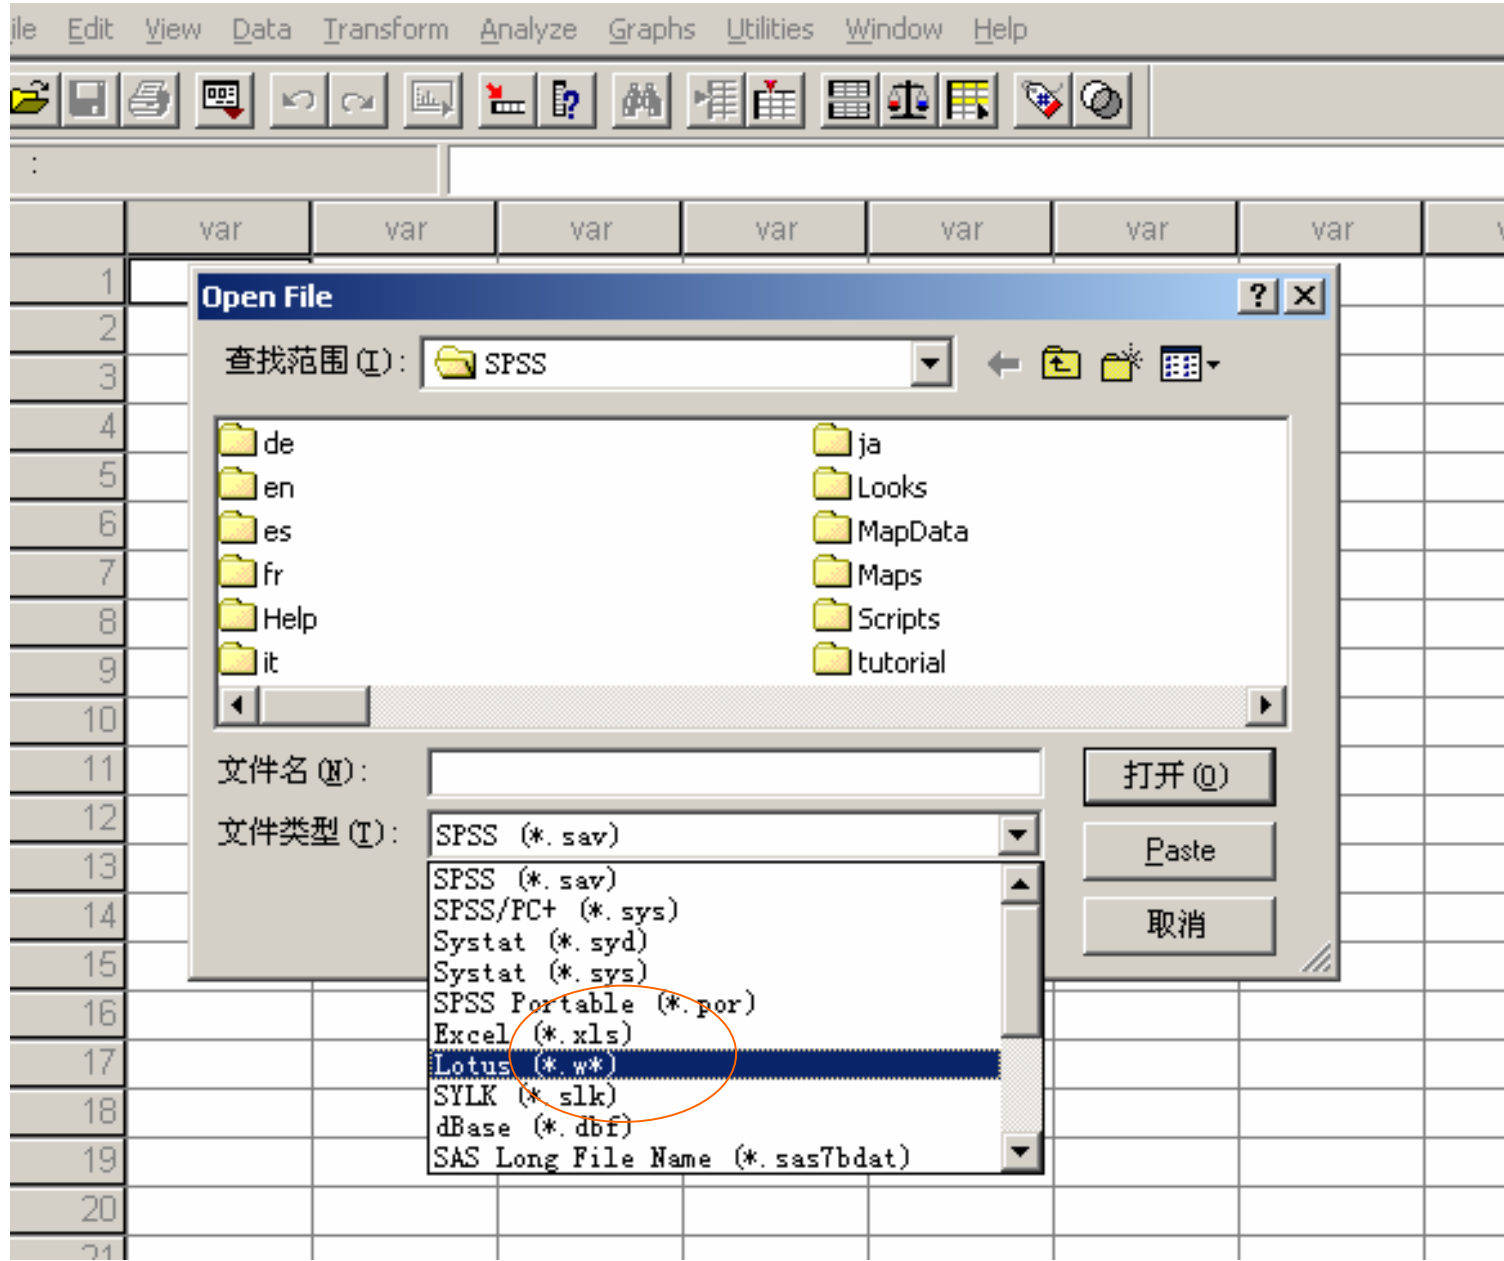 ile Edit View Data Transform Analyze Graphs Utilities Window Help
:
var var var var var var var
1
Open File
2
查找范围(I): SPSS
3
4
de ja
5
en Looks
6
es MapData
7
fr Maps
8
Help Scripts
9
it tutorial
10
11
文件名(N): 打开(O)
12
文件类型(T): SPSS (*.sav) Paste
13
SPSS (*.sav)
SPSS/PC+ (*.sys)
14
取消
Systat (*.syd)
15
Systat (*.sys)
SPSS Portable (*.por)
16
Excel (*.xls)
17
Lotus (*.w*)
SYLK (*.slk)
18
dBase (*.dbf)
19
SAS Long File Name (*.sas7bdat)
20
21